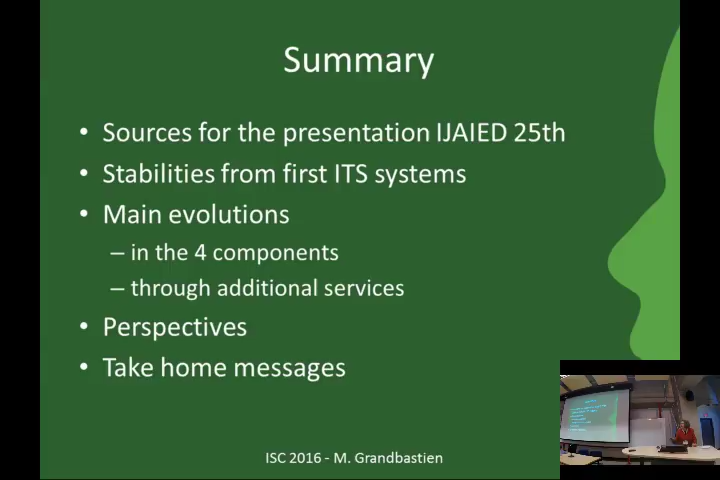 Summary
• Sources for the presentation IJAIED 25th
• Stabilities from first ITS systems
• Main evolutions
– in the 4 components
– through additional services
• Perspectives
• Take home messages
ISC 2016 - M. Grandbastien